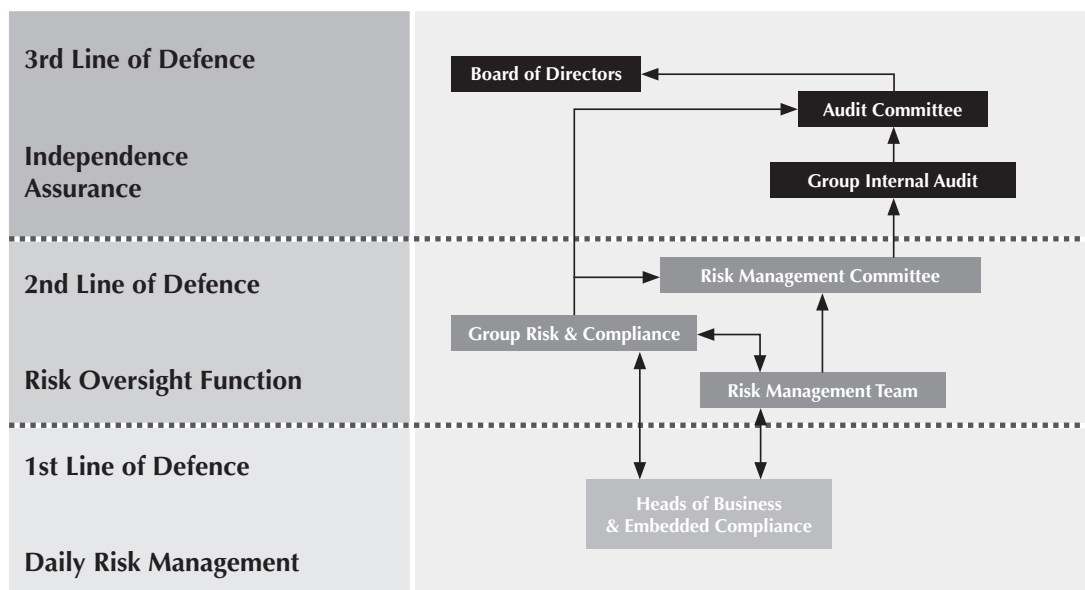 3rd Line of Defence
Independence
Assurance
Board of Directors
Audit Committee
Group Internal Audit
2nd Line of Defence
Risk Oversight Function
Risk Management Committee
Group Risk & Compliance
Risk Management Team
1st Line of Defence
Daily Risk Management
Heads of Business
& Embedded Compliance